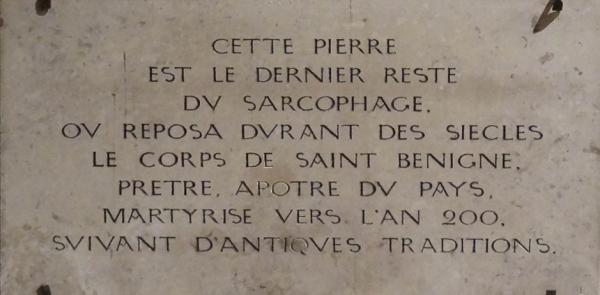 CETTE PIERRE
EST LE DERNIER RESTE
DV SARCOPHAGE,
OV REPOSA DVRANT DES SIECLES
LE CORPS DE SAINT BENIGNE,
PRETRE, APOTRE DV PAYS,
MARTYRISE VERS L'AN 200,
SVIVANT D'ANTIQVES TRADITIONS.